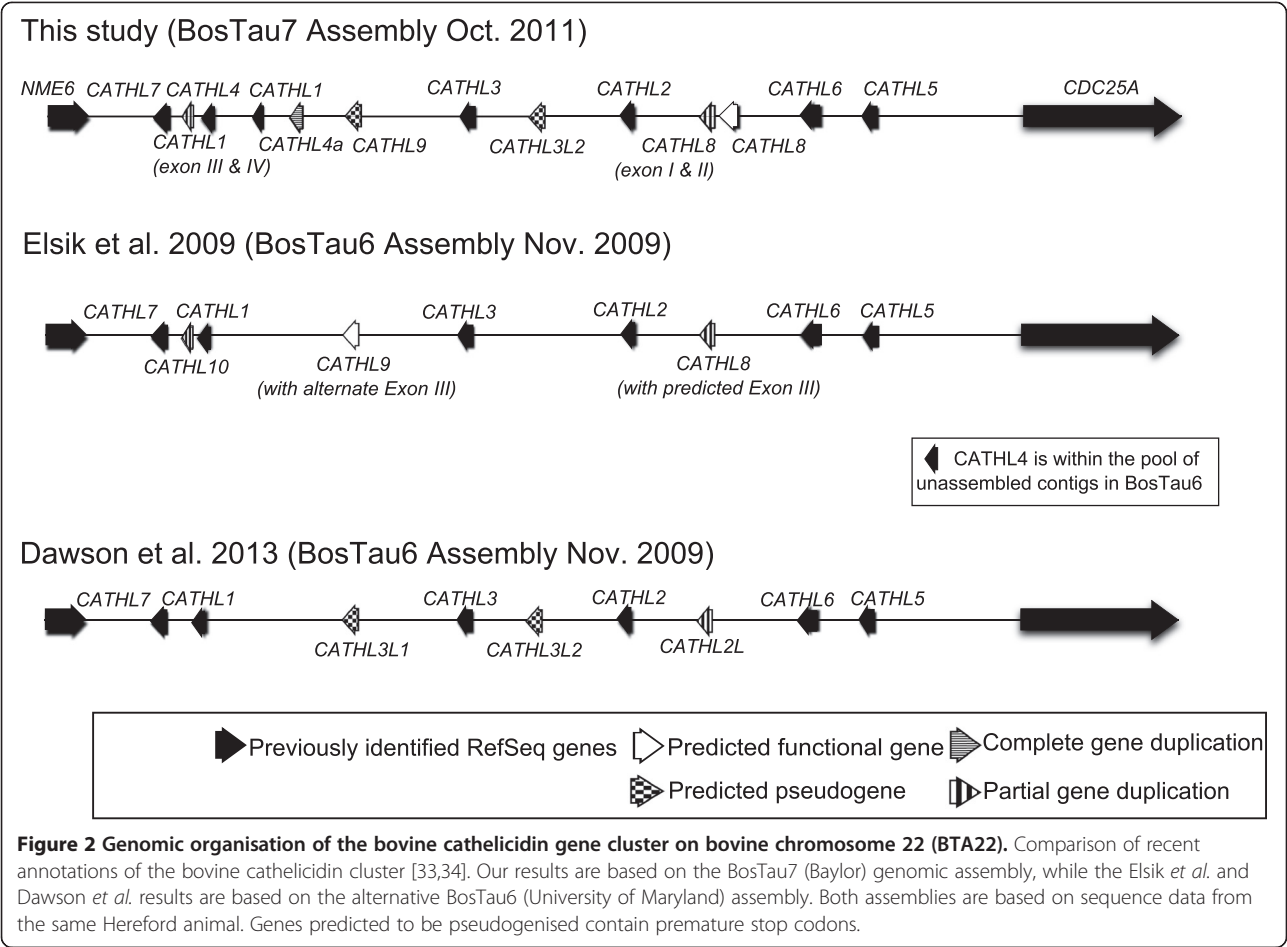 This study (BosTau7 Assembly Oct. 2011)
NME6 CATHL7 CATHL4 CATHL1 CATHL3 CATHL2 CATHL6 CATHL5 CDC25A
CATHL1 CATHL4a CATHL9 CATHL3L2 CATHL8 CATHL8
(exon III & IV) (exon I & II)
Elsik et al. 2009 (BosTau6 Assembly Nov. 2009)
CATHL7 CATHL1 CATHL3 CATHL2 CATHL6 CATHL5
CATHL10 CATHL9 CATHL8
(with alternate Exon III) (with predicted Exon III)
CATHL4 is within the pool of
unassembled contigs in BosTau6
Dawson et al. 2013 (BosTau6 Assembly Nov. 2009)
CATHL7 CATHL1 CATHL3 CATHL2 CATHL6 CATHL5
CATHL3L1 CATHL3L2 CATHL2L
Previously identified RefSeq genes Predicted functional gene Complete gene duplication
Predicted pseudogene Partial gene duplication
Figure 2 Genomic organisation of the bovine cathelicidin gene cluster on bovine chromosome 22 (BTA22). Comparison of recent
annotations of the bovine cathelicidin cluster [33,34]. Our results are based on the BosTau7 (Baylor) genomic assembly, while the Elsik et al. and
Dawson et al. results are based on the alternative BosTau6 (University of Maryland) assembly. Both assemblies are based on sequence data from
the same Hereford animal. Genes predicted to be pseudogenised contain premature stop codons.